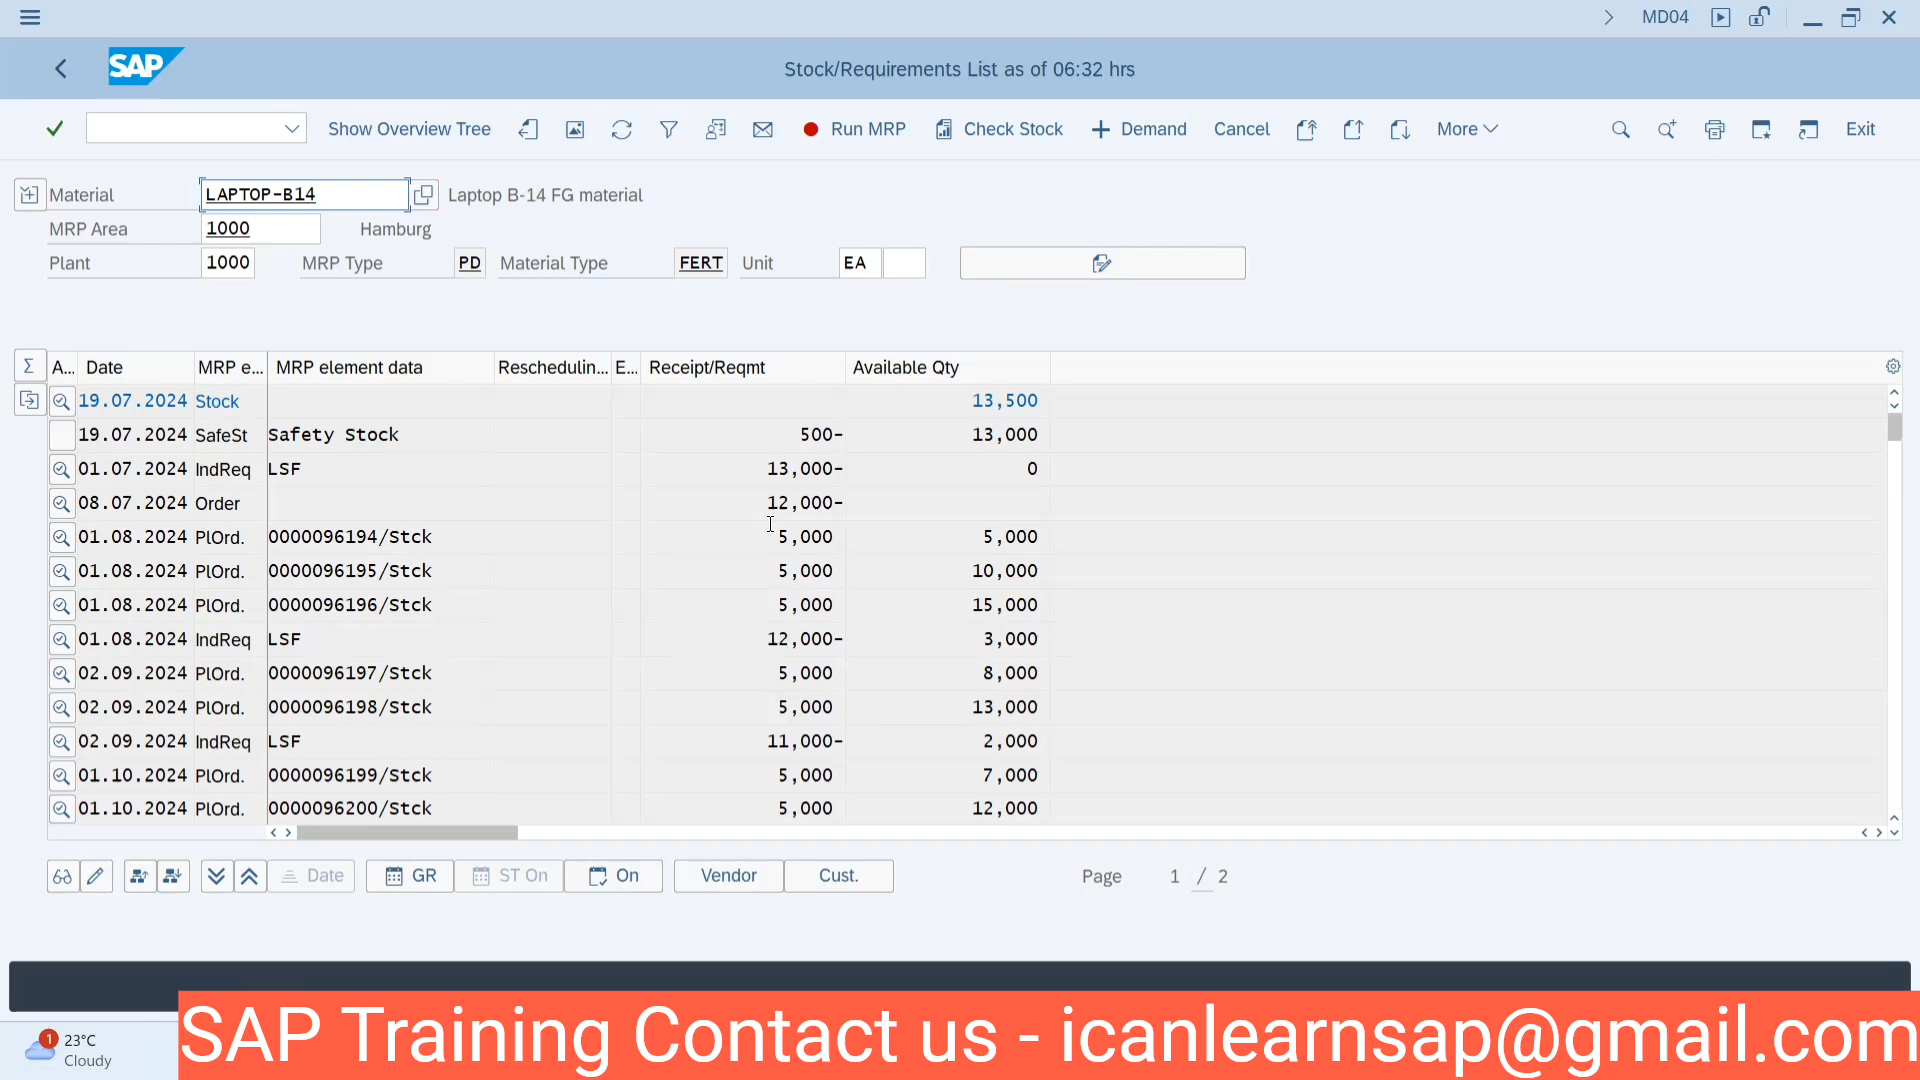 MD04
SAP
Stock/Requirements List as of 06:32 hrs
Show Overview Tree Run MRP Check Stock Demand Cancel More Exit
Material LAPTOP-B14 Laptop B-14 FG material
MRP Area 1000 Hamburg
Plant 1000 MRP Type PD Material Type FERT Unit EA
Σ A... Date MRP e... MRP element data Reschedulin... E... Receipt/Reqmt Available Qty
19.07.2024 Stock 13,500
19.07.2024 SafeSt Safety Stock 500- 13,000
01.07.2024 IndReq LSF 13,000- 0
08.07.2024 Order 12,000-
01.08.2024 PlOrd. 0000096194/Stck 5,000 5,000
01.08.2024 PlOrd. 0000096195/Stck 5,000 10,000
01.08.2024 PlOrd. 0000096196/Stck 5,000 15,000
01.08.2024 IndReq LSF 12,000- 3,000
02.09.2024 PlOrd. 0000096197/Stck 5,000 8,000
02.09.2024 PlOrd. 0000096198/Stck 5,000 13,000
02.09.2024 IndReq LSF 11,000- 2,000
01.10.2024 PlOrd. 0000096199/Stck 5,000 7,000
01.10.2024 PlOrd. 0000096200/Stck 5,000 12,000
Date GR ST On On Vendor Cust. Page 1 / 2
1 23°C
Cloudy
SAP Training Contact us - icanlearnsap@gmail.com